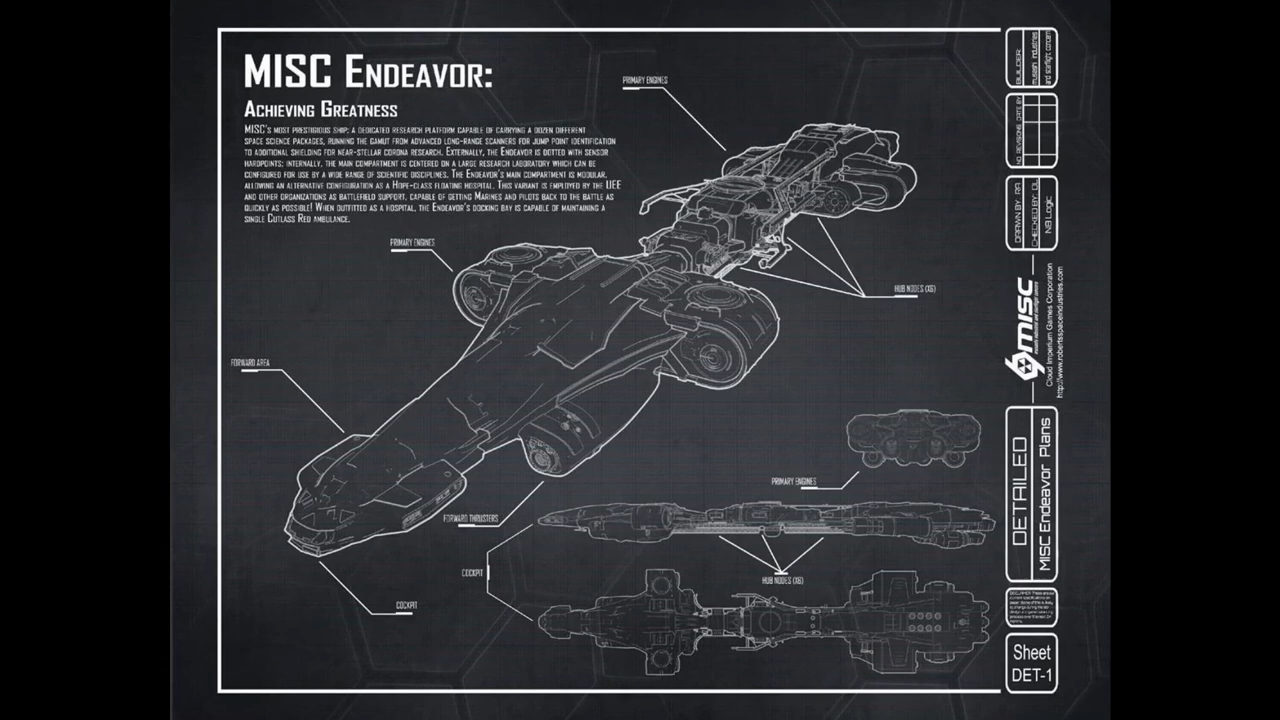 MISC ENDEAVOR:
ACHIEVING GREATNESS
MISC'S MOST PRESTIGIOUS SHIP; A DEDICATED RESEARCH PLATFORM CAPABLE OF CARRYING A DOZEN DIFFERENT
SPACE SCIENCE PACKAGES, RUNNING THE GAMUT FROM ADVANCED LONG-RANGE SCANNERS FOR JUMP POINT IDENTIFICATION
TO ADDITIONAL SHIELDING FOR NEAR-STELLAR CORONA RESEARCH. EXTERNALLY, THE ENDEAVOR IS DOTTED WITH SENSOR
HARDPOINTS; INTERNALLY, THE MAIN COMPARTMENT IS CENTERED ON A LARGE RESEARCH LABORATORY WHICH CAN BE
CONFIGURED FOR USE BY A WIDE RANGE OF SCIENTIFIC DISCIPLINES. THE ENDEAVOR'S MAIN COMPARTMENT IS MODULAR,
ALLOWING AN ALTERNATIVE CONFIGURATION AS A HOPE-CLASS FLOATING HOSPITAL. THIS VARIANT IS EMPLOYED BY THE UEE
AND OTHER ORGANIZATIONS AS BATTLEFIELD SUPPORT, CAPABLE OF GETTING MARINES AND PILOTS BACK TO THE BATTLE AS
QUICKLY AS POSSIBLE! WHEN OUTFITTED AS A HOSPITAL, THE ENDEAVOR'S DOCKING BAY IS CAPABLE OF MAINTAINING A
SINGLE CUTLASS RED AMBULANCE.
PRIMARY ENGINES
PRIMARY ENGINES
HUB NODES (X6)
FORWARD AREA
PRIMARY ENGINES
FORWARD THRUSTERS
COCKPIT
HUB NODES (X6)
COCKPIT
BUILDER
musashi industries
and starflight concern
NO. REVISIONS DATE BY
DRAWN BY: RA
CHECKED BY: DL
NB Logic
MISC
Cloud Imperium Games Corporation
http://www.robertsspaceindustries.com
DETAILED
MISC Endeavor Plans
Sheet
DET-1